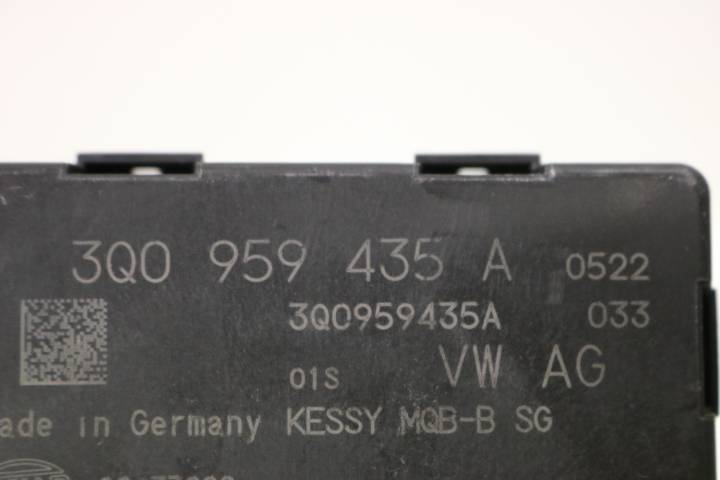 3Q0 959 435 A 0522
3Q0959435A 033
01S VW AG
ade in Germany KESSY MQB-B SG